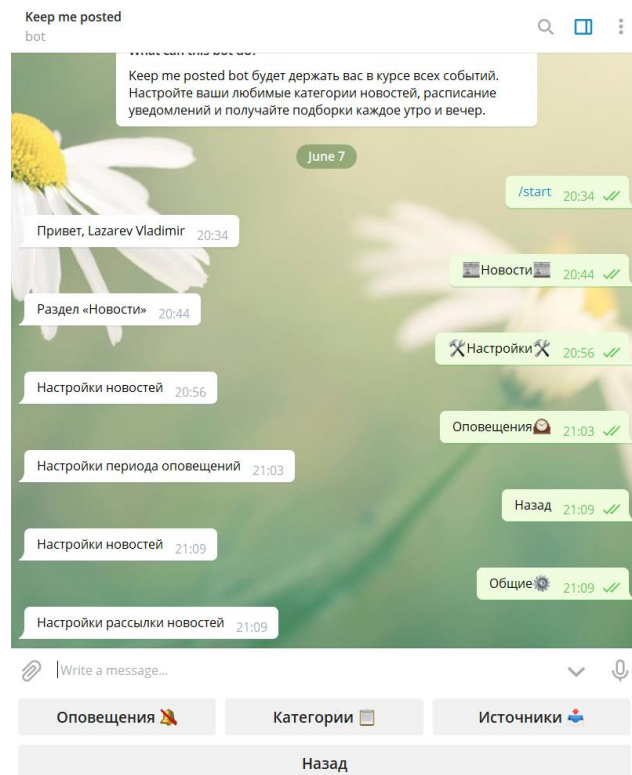 Keep me posted
bot
What can this bot do?
Keep me posted bot будет держать вас в курсе всех событий.
Настройте ваши любимые категории новостей, расписание
уведомлений и получайте подборки каждое утро и вечер.
June 7
/start 20:34
Привет, Lazarev Vladimir 20:34
Новости 20:44
Раздел «Новости» 20:44
Настройки 20:56
Настройки новостей 20:56
Оповещения 21:03
Настройки периода оповещений 21:03
Назад 21:09
Настройки новостей 21:09
Общие 21:09
Настройки рассылки новостей 21:09
Write a message...
Оповещения Категории Источники
Назад